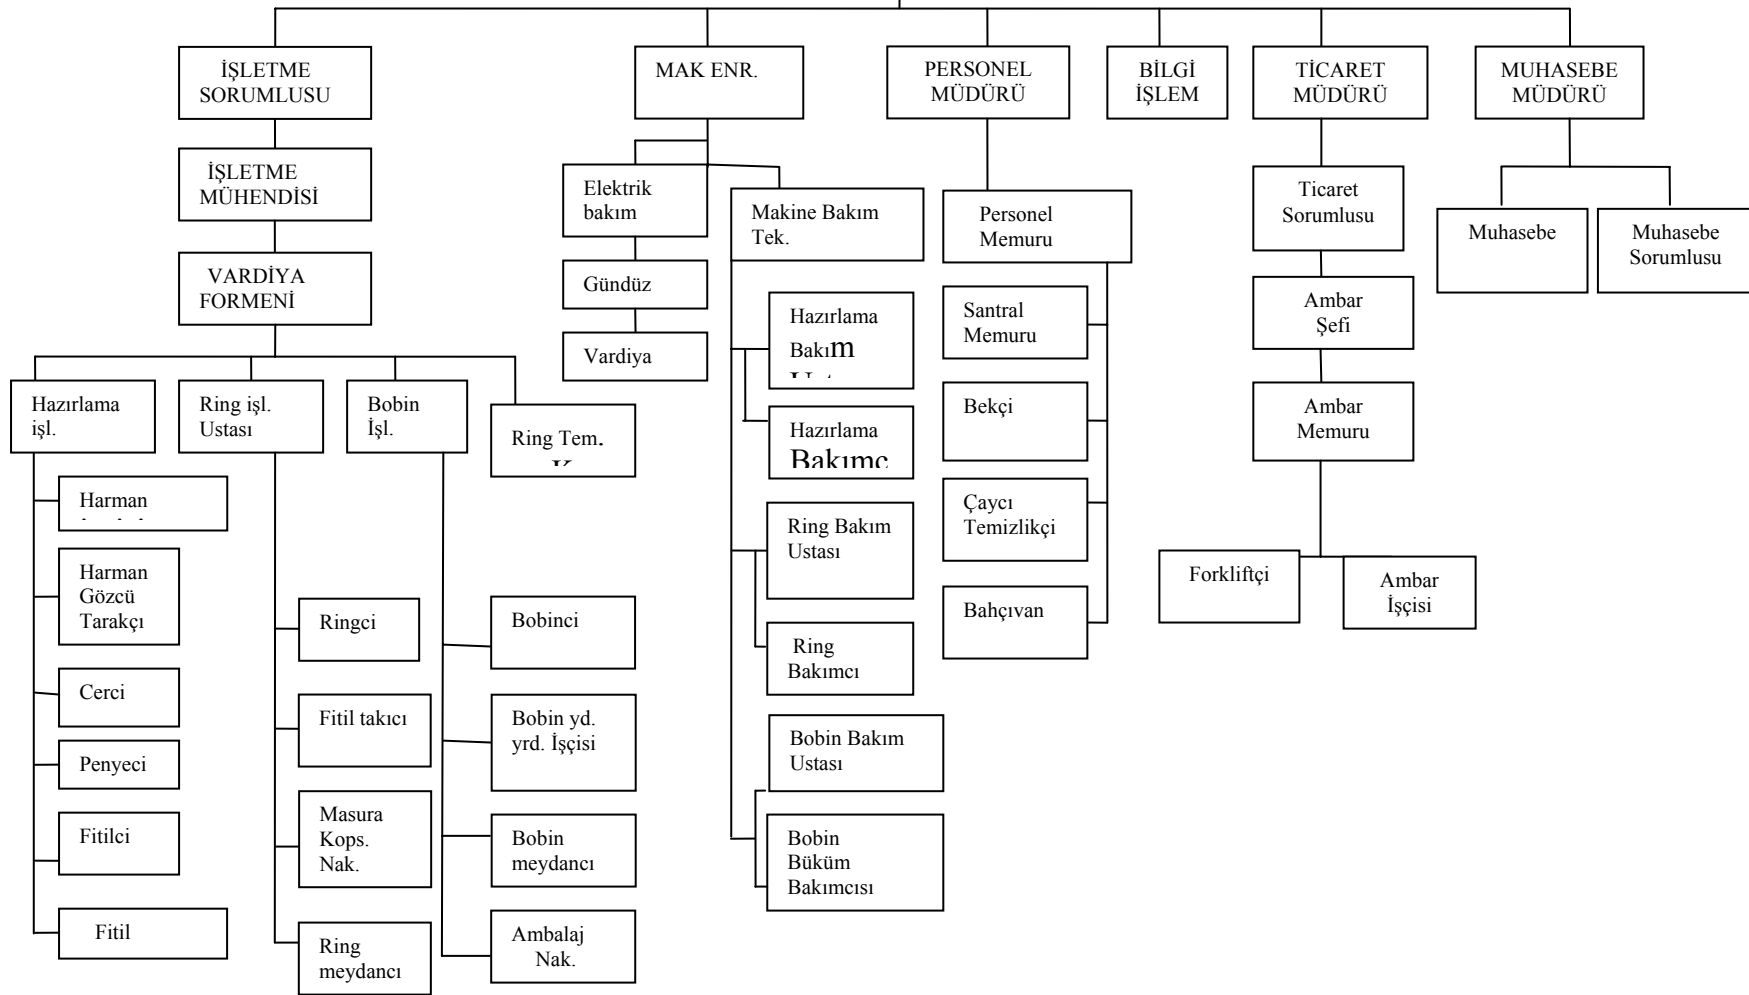 İŞLETME
SORUMLUSU
MAK ENR.
PERSONEL
MÜDÜRÜ
BİLGİ
İŞLEM
TİCARET
MÜDÜRÜ
MUHASEBE
MÜDÜRÜ
İŞLETME
MÜHENDİSİ
VARDİYA
FORMENİ
Hazırlama
işl.
Ring işl.
Ustası
Bobin
İşl.
Ring Tem.
Harman
Harman
Gözcü
Tarakçı
Cerci
Penyeci
Fitilci
Fitil
Ringci
Fitil takıcı
Masura
Kops.
Nak.
Ring
meydancı
Bobinci
Bobin yd.
yrd. İşçisi
Bobin
meydancı
Ambalaj
Nak.
Elektrik
bakım
Gündüz
Vardiya
Makine Bakım
Tek.
Hazırlama
Bakım
Hazırlama
Bakımc
Ring Bakım
Ustası
Ring
Bakımcı
Bobin Bakım
Ustası
Bobin
Büküm
Bakımcısı
Personel
Memuru
Santral
Memuru
Bekçi
Çaycı
Temizlikçi
Bahçıvan
Ticaret
Sorumlusu
Ambar
Şefi
Ambar
Memuru
Forkliftçi
Ambar
İşçisi
Muhasebe
Muhasebe
Sorumlusu